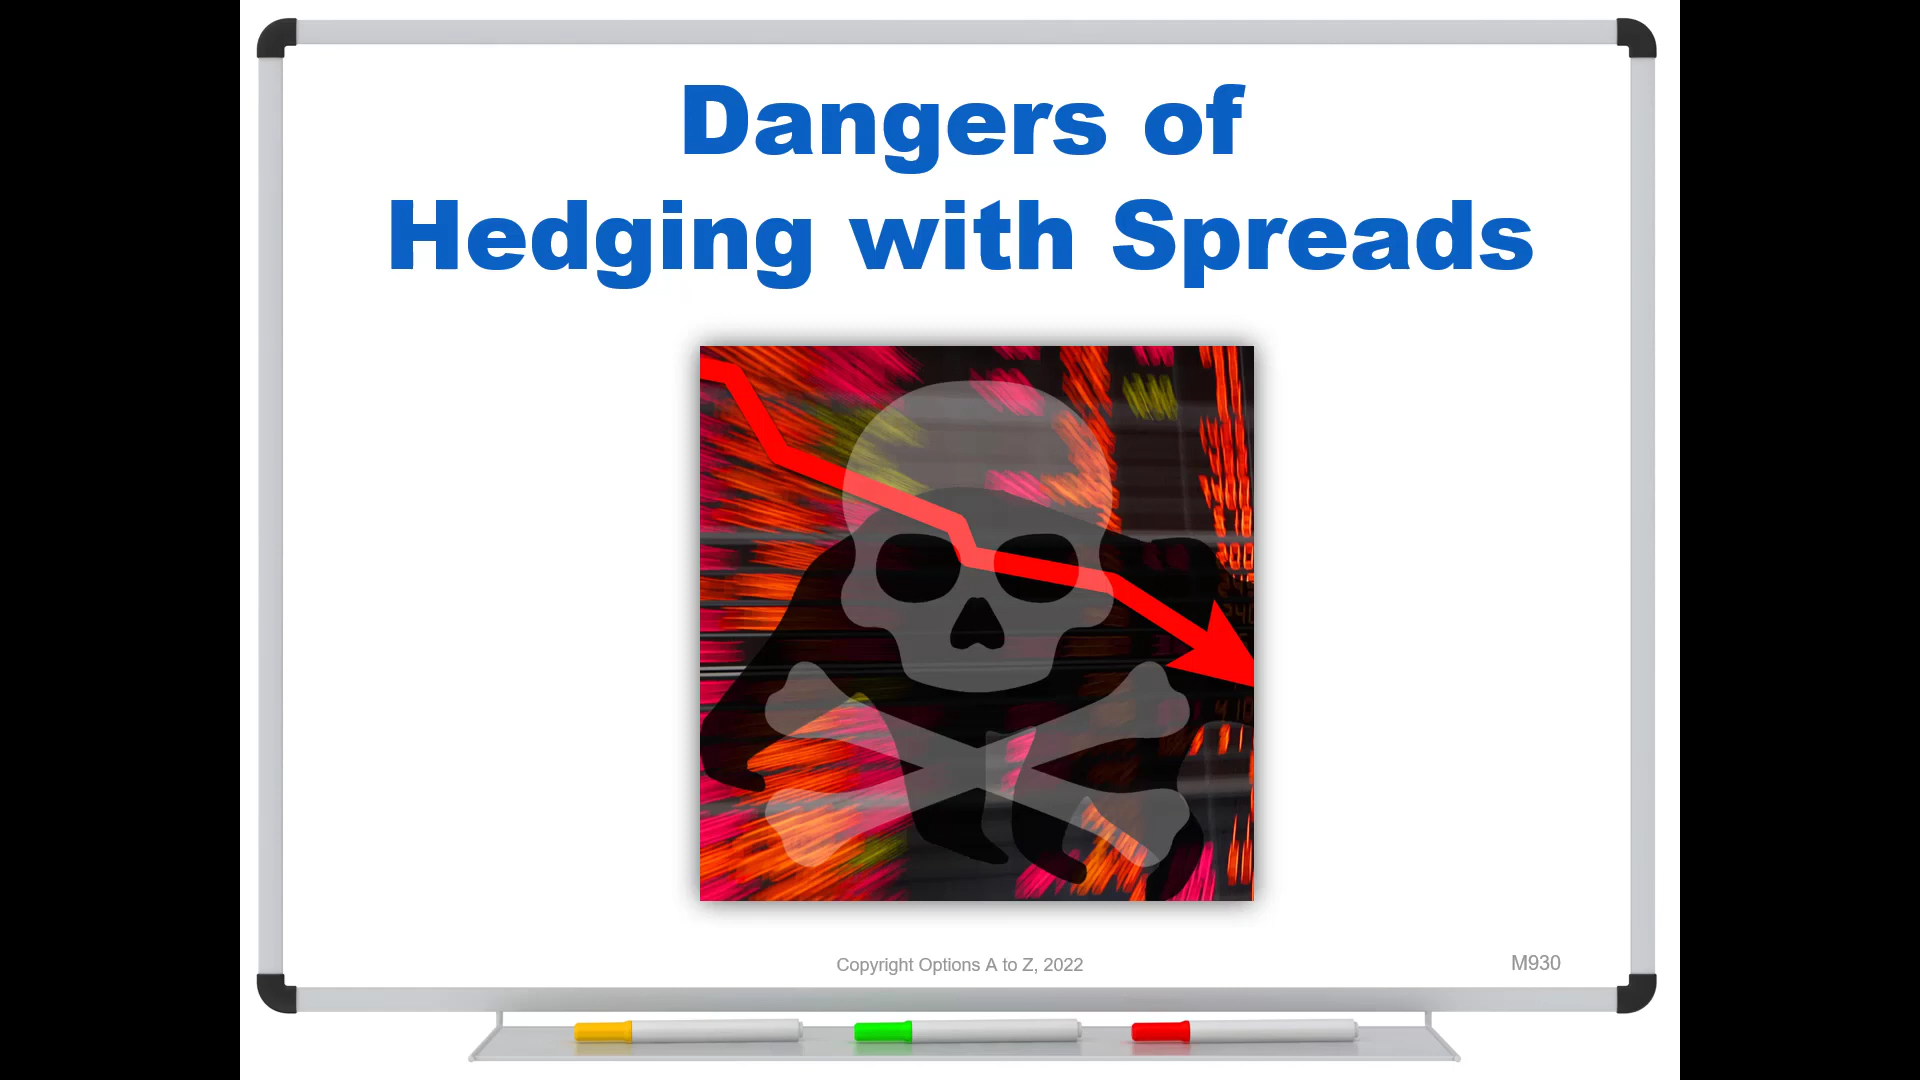 Dangers of
Hedging with Spreads
Copyright Options A to Z, 2022
M930